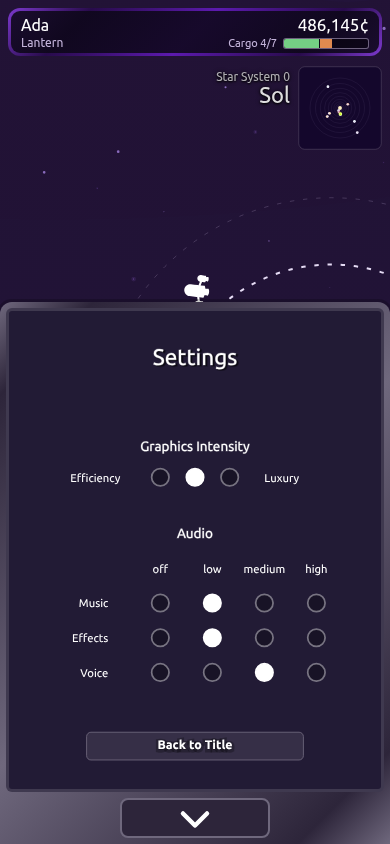 Ada 486,145¢
Lantern Cargo 4/7
Star System 0
Sol
Settings
Graphics Intensity
Efficiency Luxury
Audio
off low medium high
Music
Effects
Voice
Back to Title